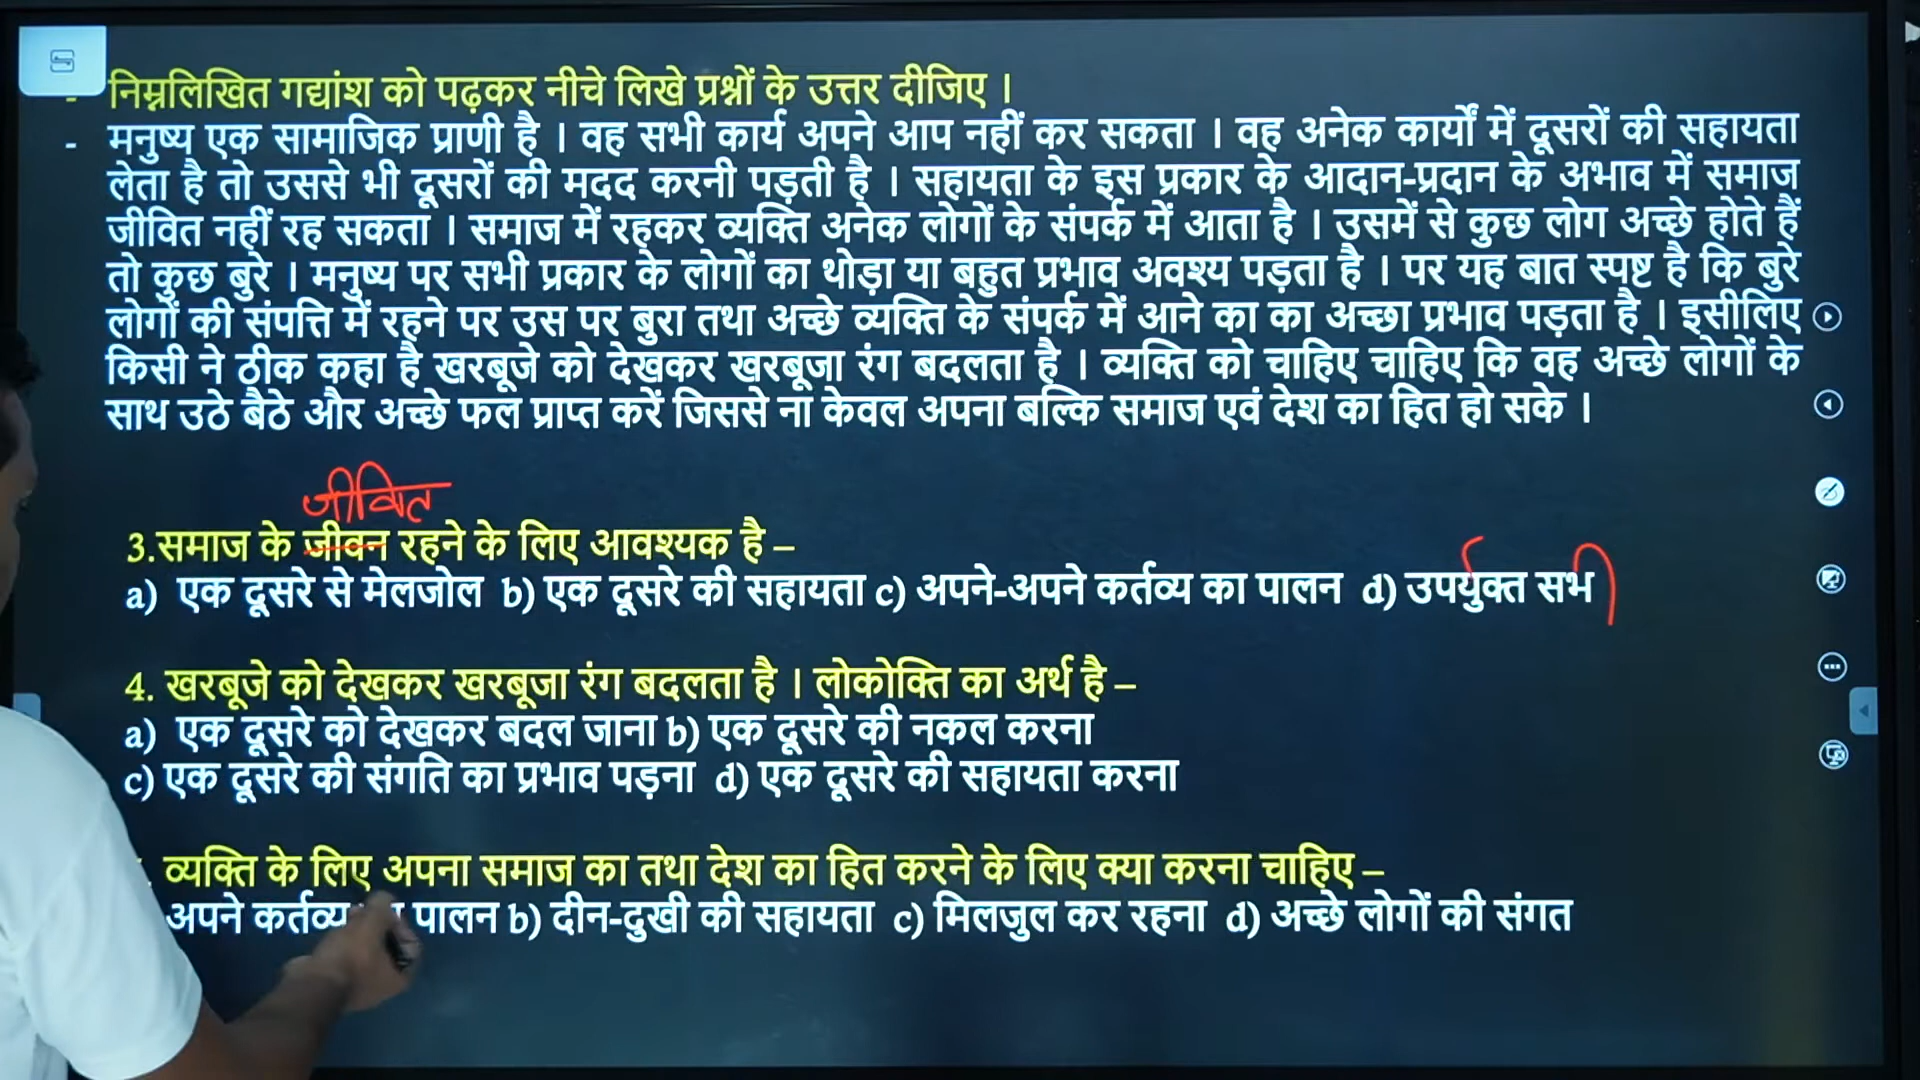 निम्नलिखित गद्यांश को पढ़कर नीचे लिखे प्रश्नों के उत्तर दीजिए ।
- मनुष्य एक सामाजिक प्राणी है । वह सभी कार्य अपने आप नहीं कर सकता । वह अनेक कार्यों में दूसरों की सहायता
लेता है तो उससे भी दूसरों की मदद करनी पड़ती है । सहायता के इस प्रकार के आदान-प्रदान के अभाव में समाज
जीवित नहीं रह सकता । समाज में रहकर व्यक्ति अनेक लोगों के संपर्क में आता है । उसमें से कुछ लोग अच्छे होते हैं
तो कुछ बुरे । मनुष्य पर सभी प्रकार के लोगों का थोड़ा या बहुत प्रभाव अवश्य पड़ता है । पर यह बात स्पष्ट है कि बुरे
लोगों की संपत्ति में रहने पर उस पर बुरा तथा अच्छे व्यक्ति के संपर्क में आने का का अच्छा प्रभाव पड़ता है । इसीलिए
किसी ने ठीक कहा है खरबूजे को देखकर खरबूजा रंग बदलता है । व्यक्ति को चाहिए चाहिए कि वह अच्छे लोगों के
साथ उठे बैठे और अच्छे फल प्राप्त करें जिससे ना केवल अपना बल्कि समाज एवं देश का हित हो सके ।
जीवित
3.समाज के जीवन रहने के लिए आवश्यक है –
a) एक दूसरे से मेलजोल b) एक दूसरे की सहायता c) अपने-अपने कर्तव्य का पालन d) उपर्युक्त सभी
4. खरबूजे को देखकर खरबूजा रंग बदलता है । लोकोक्ति का अर्थ है –
a) एक दूसरे को देखकर बदल जाना b) एक दूसरे की नकल करना
c) एक दूसरे की संगति का प्रभाव पड़ना d) एक दूसरे की सहायता करना
व्यक्ति के लिए अपना समाज का तथा देश का हित करने के लिए क्या करना चाहिए –
अपने कर्तव्य पालन b) दीन-दुखी की सहायता c) मिलजुल कर रहना d) अच्छे लोगों की संगत